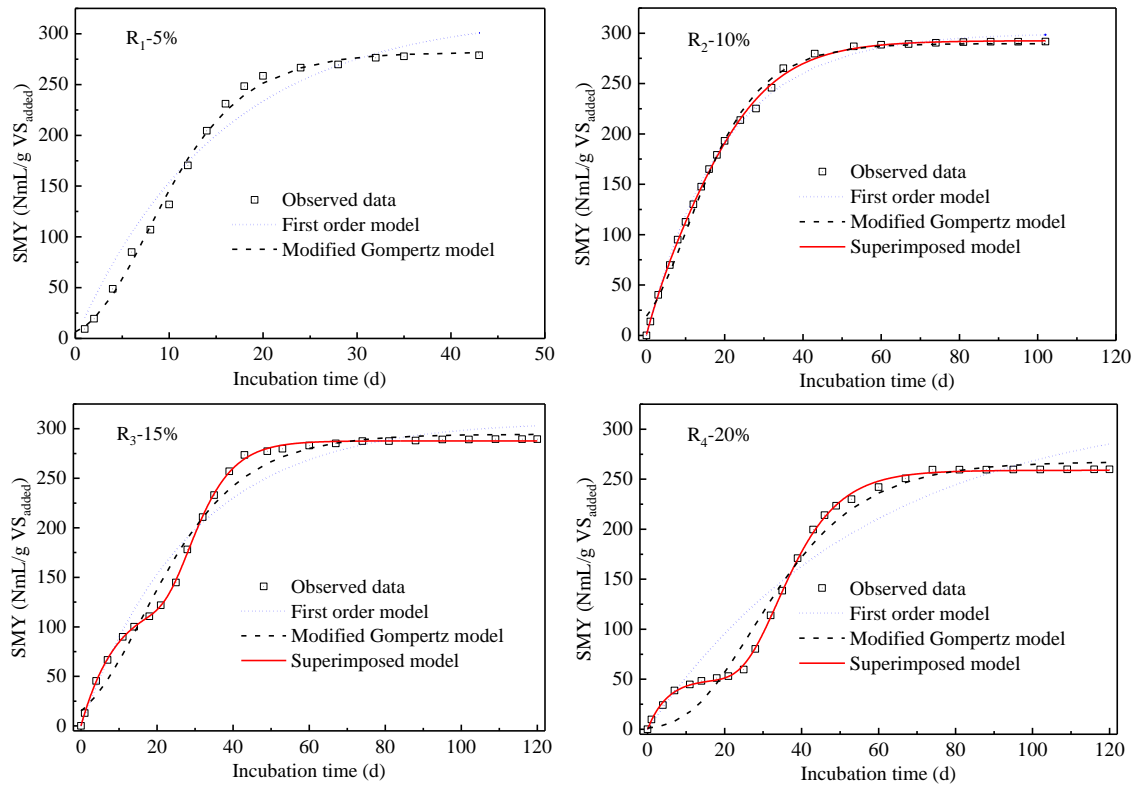 R1-5%
SMY (NmL/g VSadded)
300
250
200
150
100
50
0
Observed data
First order model
Modified Gompertz model
0 10 20 30 40 50
Incubation time (d)
R2-10%
SMY (NmL/g VSadded)
300
250
200
150
100
50
0
Observed data
First order model
Modified Gompertz model
Superimposed model
0 20 40 60 80 100 120
Incubation time (d)
R3-15%
SMY (NmL/g VSadded)
300
250
200
150
100
50
0
Observed data
First order model
Modified Gompertz model
Superimposed model
0 20 40 60 80 100 120
Incubation time (d)
R4-20%
SMY (NmL/g VSadded)
300
250
200
150
100
50
0
Observed data
First order model
Modified Gompertz model
Superimposed model
0 20 40 60 80 100 120
Incubation time (d)